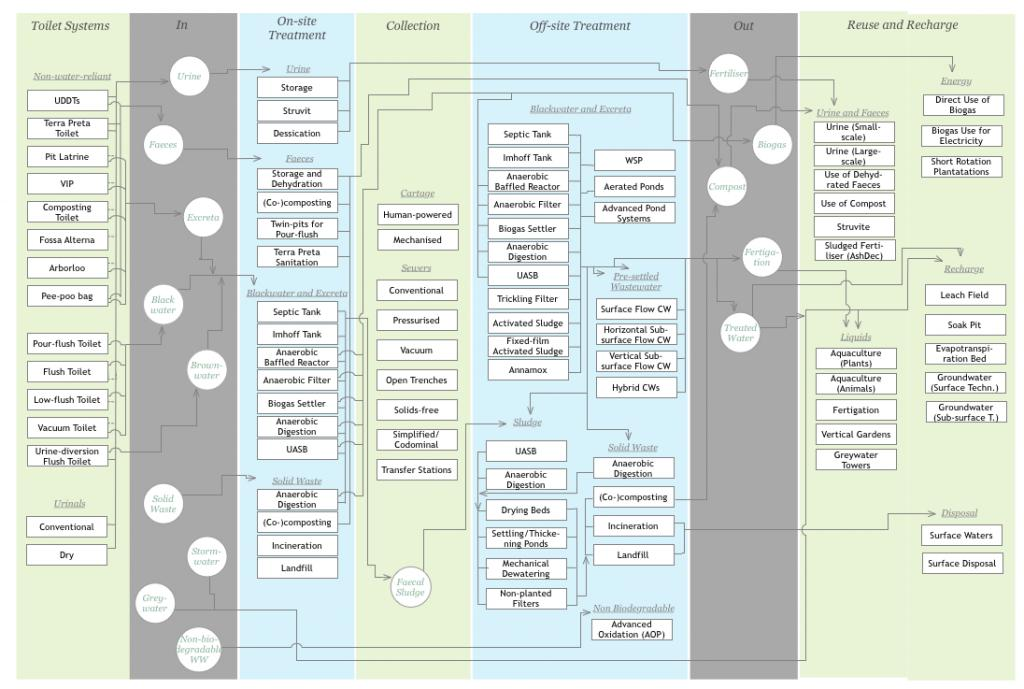 Toilet Systems
In
On-site
Treatment
Collection
Off-site Treatment
Out
Reuse and Recharge
Non-water-reliant
UDDTs
Terra Preta
Toilet
Pit Latrine
VIP
Composting
Toilet
Fossa Alterna
Arborloo
Pee-poo bag
Pour-flush Toilet
Flush Toilet
Low-flush Toilet
Vacuum Toilet
Urine-diversion
Flush Toilet
Urinals
Conventional
Dry
Urine
Faeces
Excreta
Black
water
Brown-
water
Solid
Waste
Storm-
water
Grey-
water
Non-bio-
degradable
WW
Urine
Storage
Struvit
Dessication
Faeces
Storage and
Dehydration
(Co-)composting
Twin-pits for
Pour-flush
Terra Preta
Sanitation
Blackwater and Excreta
Septic Tank
Imhoff Tank
Anaerobic
Baffled Reactor
Anaerobic Filter
Biogas Settler
Anaerobic
Digestion
UASB
Solid Waste
Anaerobic
Digestion
(Co-)composting
Incineration
Landfill
Cartage
Human-powered
Mechanised
Sewers
Conventional
Pressurised
Vacuum
Open Trenches
Solids-free
Simplified/
Codominal
Transfer Stations
Faecal
Sludge
Blackwater and Excreta
Septic Tank
Imhoff Tank
Anaerobic
Baffled Reactor
Anaerobic Filter
Biogas Settler
Anaerobic
Digestion
UASB
Trickling Filter
Activated Sludge
Fixed-film
Activated Sludge
Annamox
WSP
Aerated Ponds
Advanced Pond
Systems
Pre-settled
Wastewater
Surface Flow CW
Horizontal Sub-
surface Flow CW
Vertical Sub-
surface Flow CW
Hybrid CWs
Sludge
UASB
Anaerobic
Digestion
Drying Beds
Settling/Thicke-
ning Ponds
Mechanical
Dewatering
Non-planted
Filters
Solid Waste
Anaerobic
Digestion
(Co-)composting
Incineration
Landfill
Non Biodegradable
Advanced
Oxidation (AOP)
Fertiliser
Biogas
Compost
Fertiga-
tion
Treated
Water
Urine and Faeces
Urine (Small-
scale)
Urine (Large-
scale)
Use of Dehyd-
rated Faeces
Use of Compost
Struvite
Sludged Ferti-
liser (AshDec)
Liquids
Aquaculture
(Plants)
Aquaculture
(Animals)
Fertigation
Vertical Gardens
Greywater
Towers
Energy
Direct Use of
Biogas
Biogas Use for
Electricity
Short Rotation
Plantatations
Recharge
Leach Field
Soak Pit
Evapotranspi-
ration Bed
Groundwater
(Surface Techn.)
Groundwater
(Sub-surface T.)
Disposal
Surface Waters
Surface Disposal